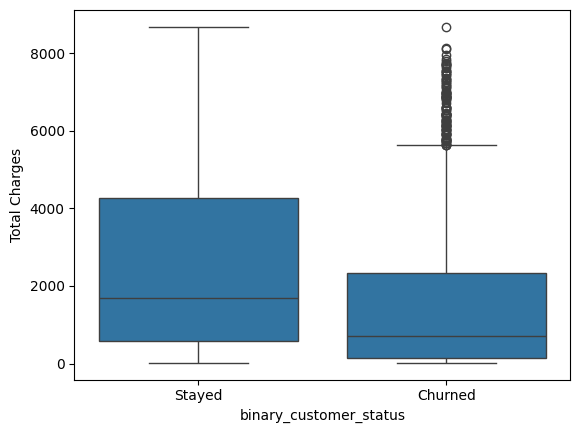 8000
6000
4000
2000
0
Total Charges
Stayed
Churned
binary_customer_status